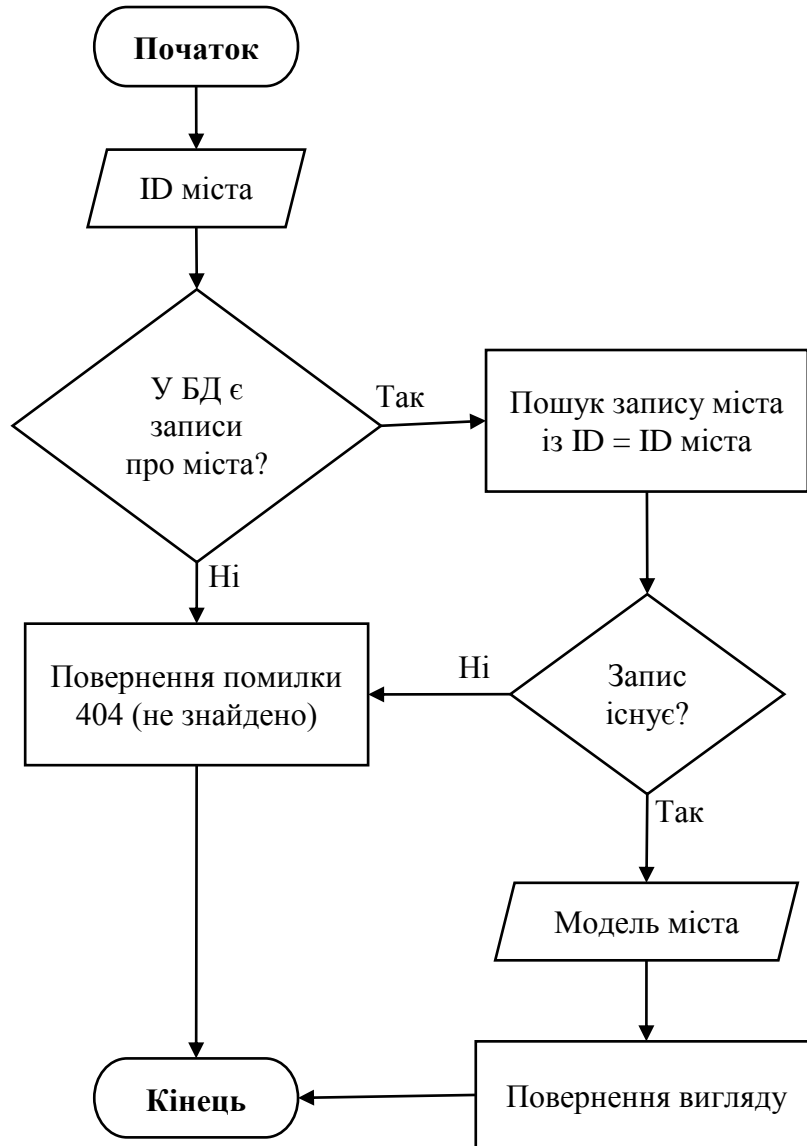 Початок
ID міста
У БД є
записи
про міста?
Так
Пошук запису міста
із ID = ID міста
Ні
Повернення помилки
404 (не знайдено)
Ні
Запис
існує?
Так
Модель міста
Повернення вигляду
Кінець